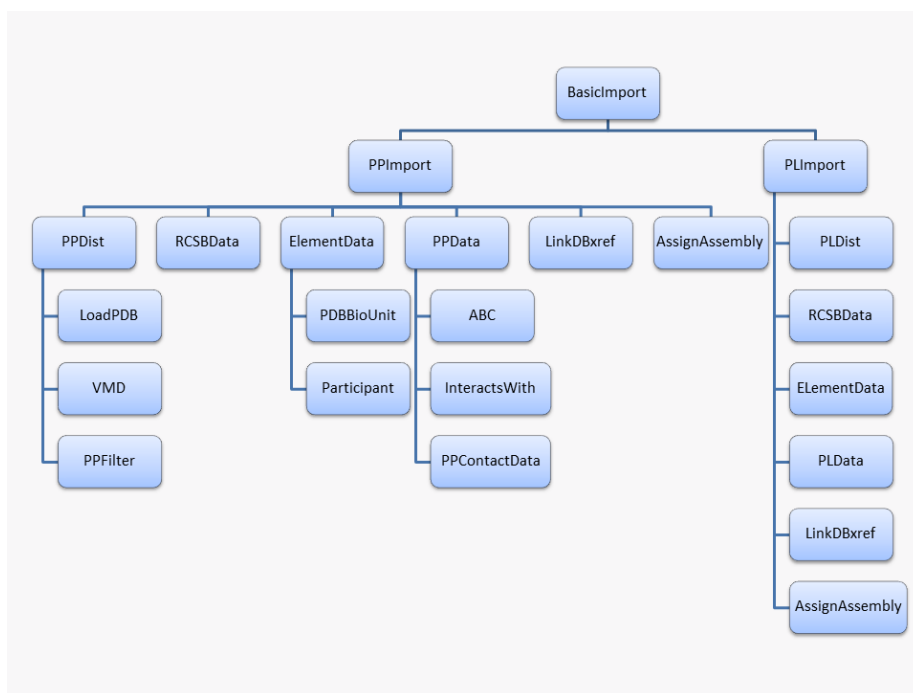 BasicImport
PPImport
PLImport
PPDist
RCSBData
ElementData
PPData
LinkDBxref
AssignAssembly
PLDist
LoadPDB
PDBBioUnit
ABC
RCSBData
VMD
Participant
InteractsWith
ELementData
PPFilter
PPContactData
PLData
LinkDBxref
AssignAssembly